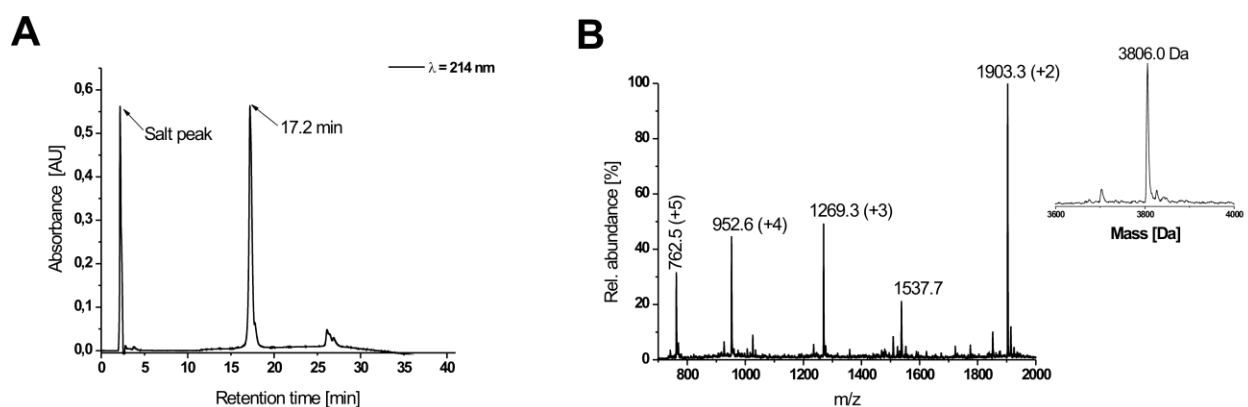 A
λ = 214 nm
Salt peak
17.2 min
0,6
0,5
0,4
0,3
0,2
0,1
0,0
Absorbance [AU]
0 5 10 15 20 25 30 35 40
Retention time [min]
B
1903.3 (+2)
1269.3 (+3)
952.6 (+4)
762.5 (+5)
1537.7
100
80
60
40
20
0
Rel. abundance [%]
800 1000 1200 1400 1600 1800 2000
m/z
3806.0 Da
3600 3800 4000
Mass [Da]